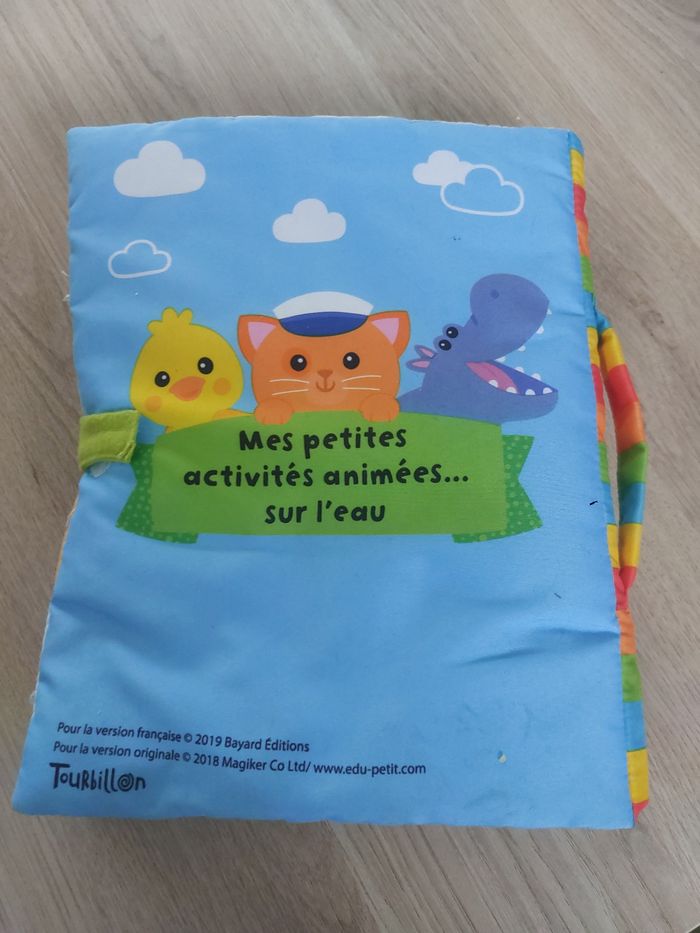 Mes petites
activités animées...
sur l'eau
Pour la version française © 2019 Bayard Éditions
Pour la version originale © 2018 Magiker Co Ltd/ www.edu-petit.com
Tourbillon